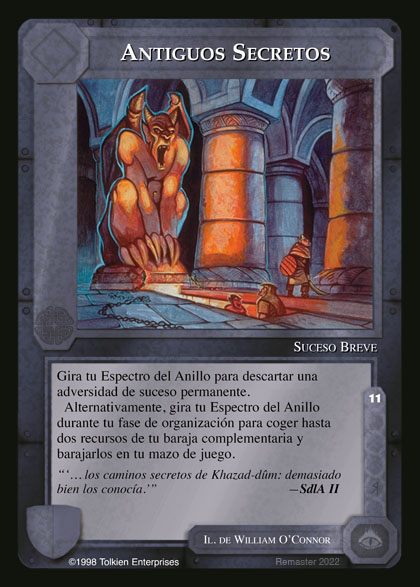 ANTIGUOS SECRETOS
SUCESO BREVE
Gira tu Espectro del Anillo para descartar una
adversidad de suceso permanente.
Alternativamente, gira tu Espectro del Anillo
durante tu fase de organización para coger hasta
dos recursos de tu baraja complementaria y
barajarlos en tu mazo de juego.
“‘… los caminos secretos de Khazad-dûm: demasiado
bien los conocía.’” —SdlA II
11
IL. DE WILLIAM O’CONNOR
©1998 Tolkien Enterprises
Remaster 2022